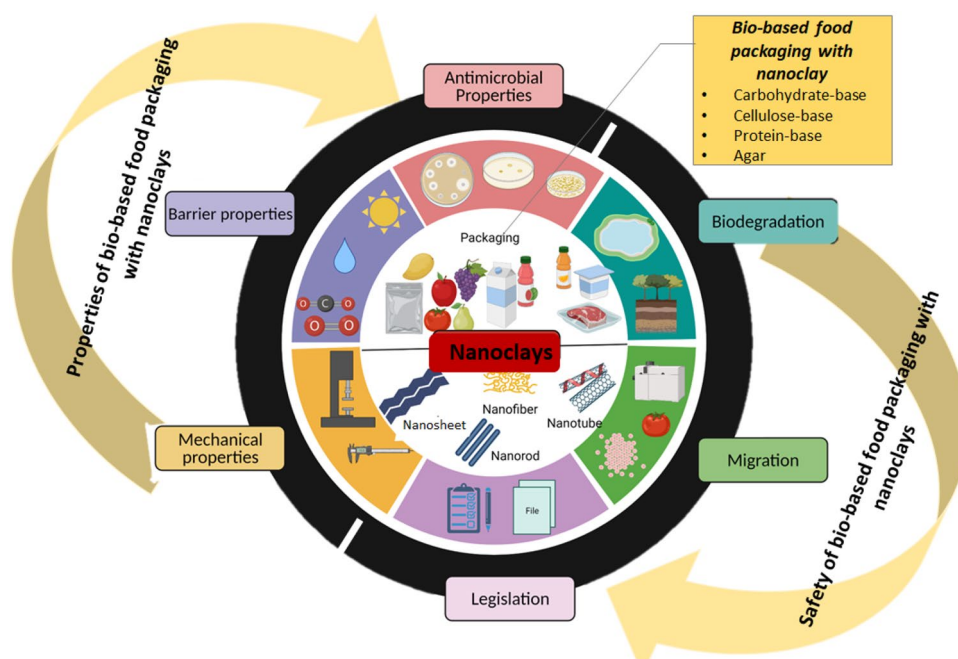 Bio-based food
packaging with
nanoclay
• Carbohydrate-base
• Cellulose-base
• Protein-base
• Agar
Antimicrobial
Properties
Properties of bio-based food packaging
with nanoclays
Barrier properties
Biodegradation
Packaging
O C O
O O
Nanoclays
Nanosheet
Nanofiber
Nanotube
Nanorod
Mechanical
properties
Migration
File
Legislation
Safety of bio-based food packaging with
nanoclays